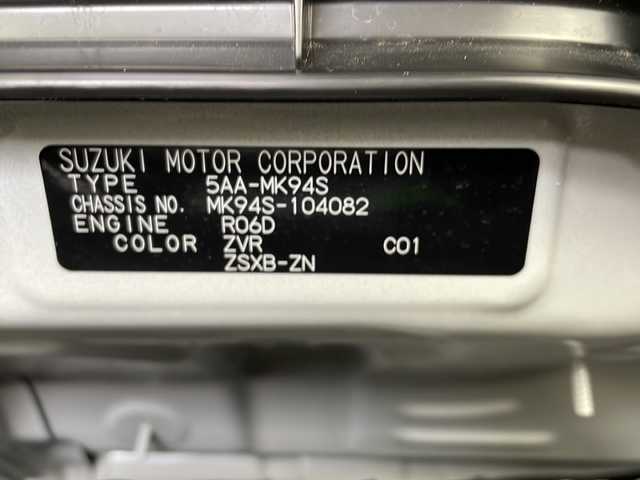 SUZUKI MOTOR CORPORATION
TYPE 5AA-MK94S
CHASSIS NO. MK94S-104082
ENGINE R06D
COLOR ZVR C01
ZSXB-ZN